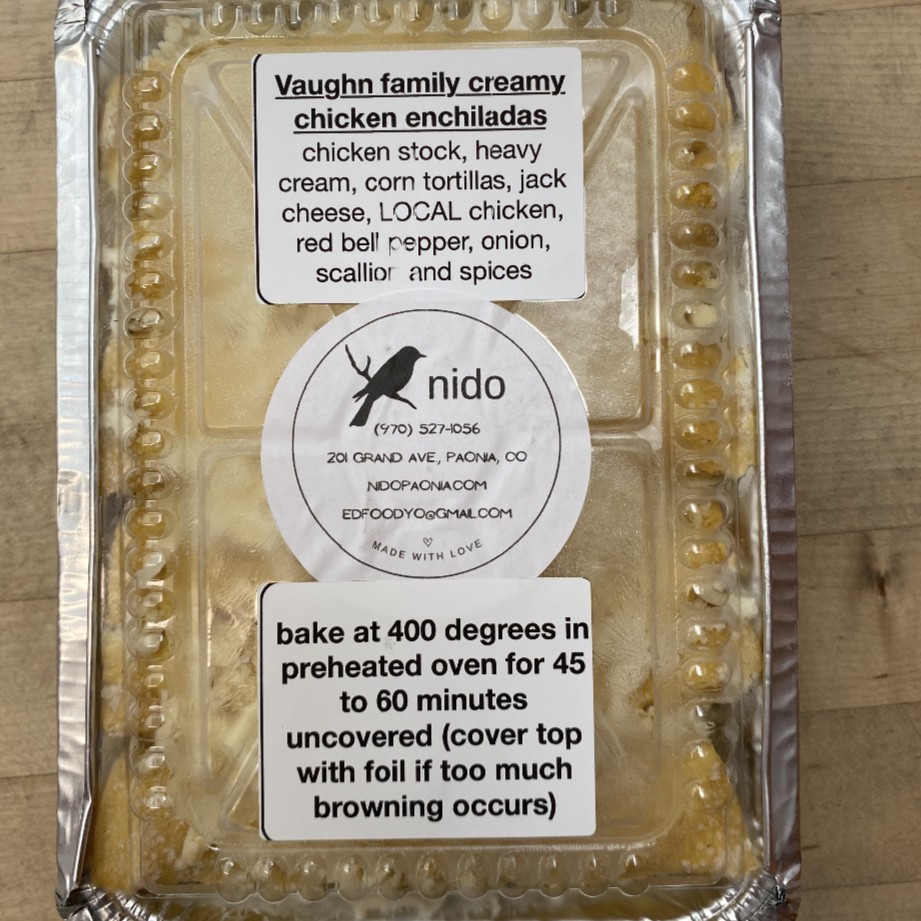 Vaughn family creamy
chicken enchiladas
chicken stock, heavy
cream, corn tortillas, jack
cheese, LOCAL chicken,
red bell pepper, onion,
scallion and spices
nido
(970) 527-1056
201 GRAND AVE, PAONIA, CO
NIDOPAONIA.COM
EDFOODYO@GMAIL.COM
MADE WITH LOVE
bake at 400 degrees in
preheated oven for 45
to 60 minutes
uncovered (cover top
with foil if too much
browning occurs)